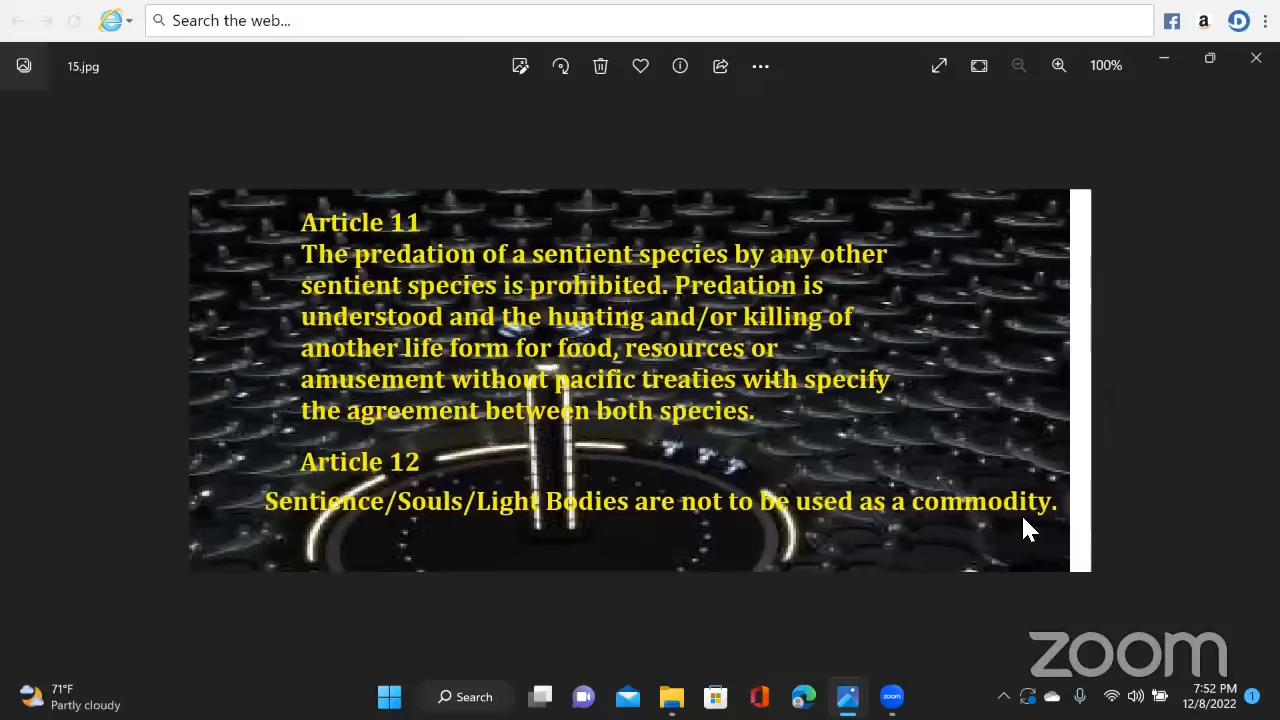 Search the web...
15.jpg
100%
Article 11
The predation of a sentient species by any other
sentient species is prohibited. Predation is
understood and the hunting and/or killing of
another life form for food, resources or
amusement without pacific treaties with specify
the agreement between both species.
Article 12
Sentience/Souls/Light Bodies are not to be used as a commodity.
zoom
71°F
Partly cloudy
Search
zoom
7:52 PM
12/8/2022
1